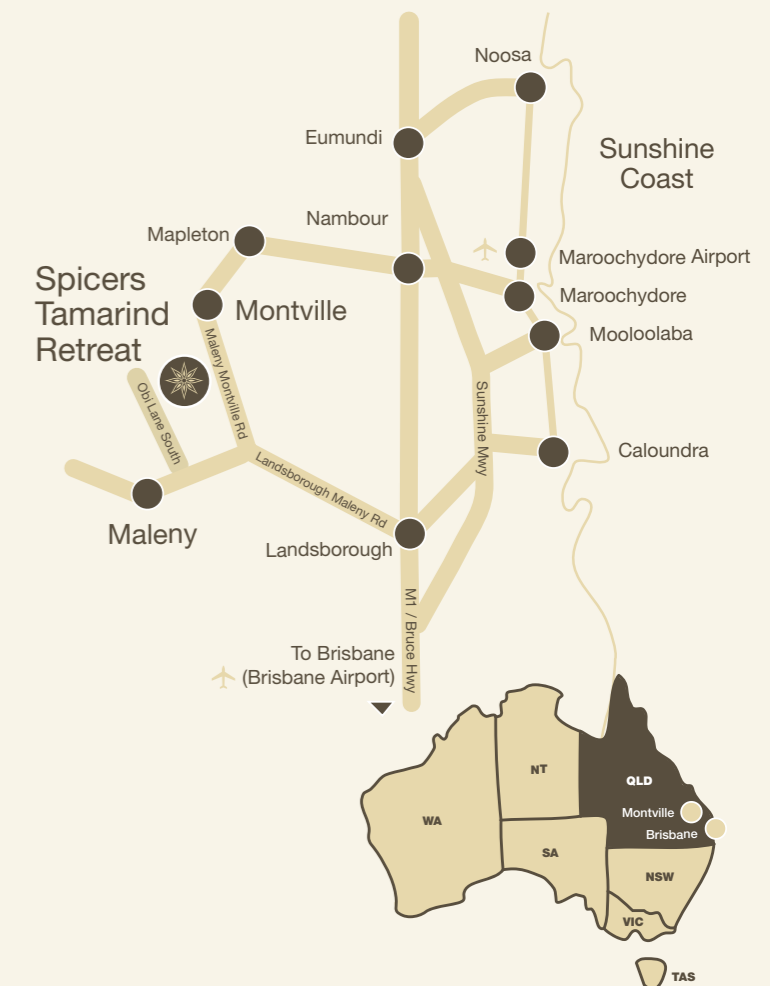 Noosa
Eumundi
Sunshine
Coast
Nambour
Mapleton
Maroochydore Airport
Spicers
Tamarind
Retreat
Montville
Maroochydore
Mooloolaba
Maleny Montville Rd
Obi Lane South
Sunshine Mwy
Caloundra
Landsborough Maleny Rd
Maleny
Landsborough
M1 / Bruce Hwy
To Brisbane
(Brisbane Airport)
NT
QLD
Montville
WA
Brisbane
SA
NSW
VIC
TAS